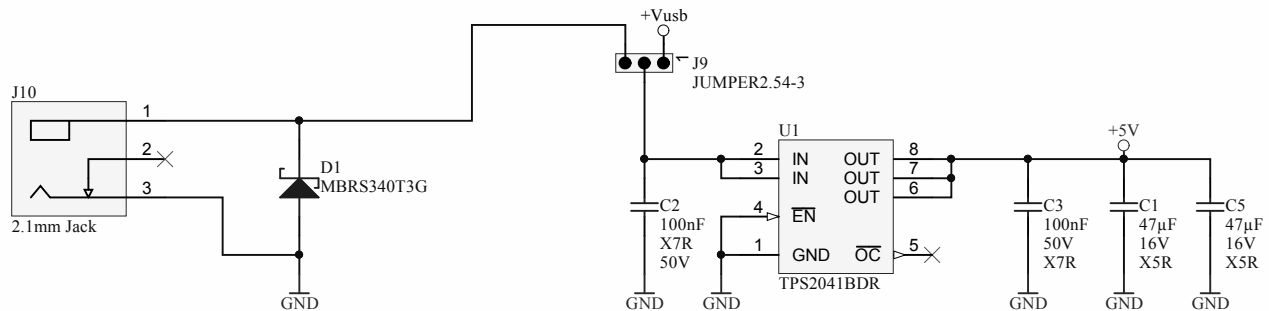 +Vusb
1
J9
JUMPER2.54-3
J10
1
2
3
2.1mm Jack
D1
MBRS340T3G
GND
U1
2
IN
OUT
8
3
IN
OUT
7
OUT
6
4
EN
1
GND
OC
5
TPS2041BDR
+5V
C2
100nF
X7R
50V
GND
GND
C3
100nF
50V
X7R
GND
C1
47µF
16V
X5R
GND
C5
47µF
16V
X5R
GND